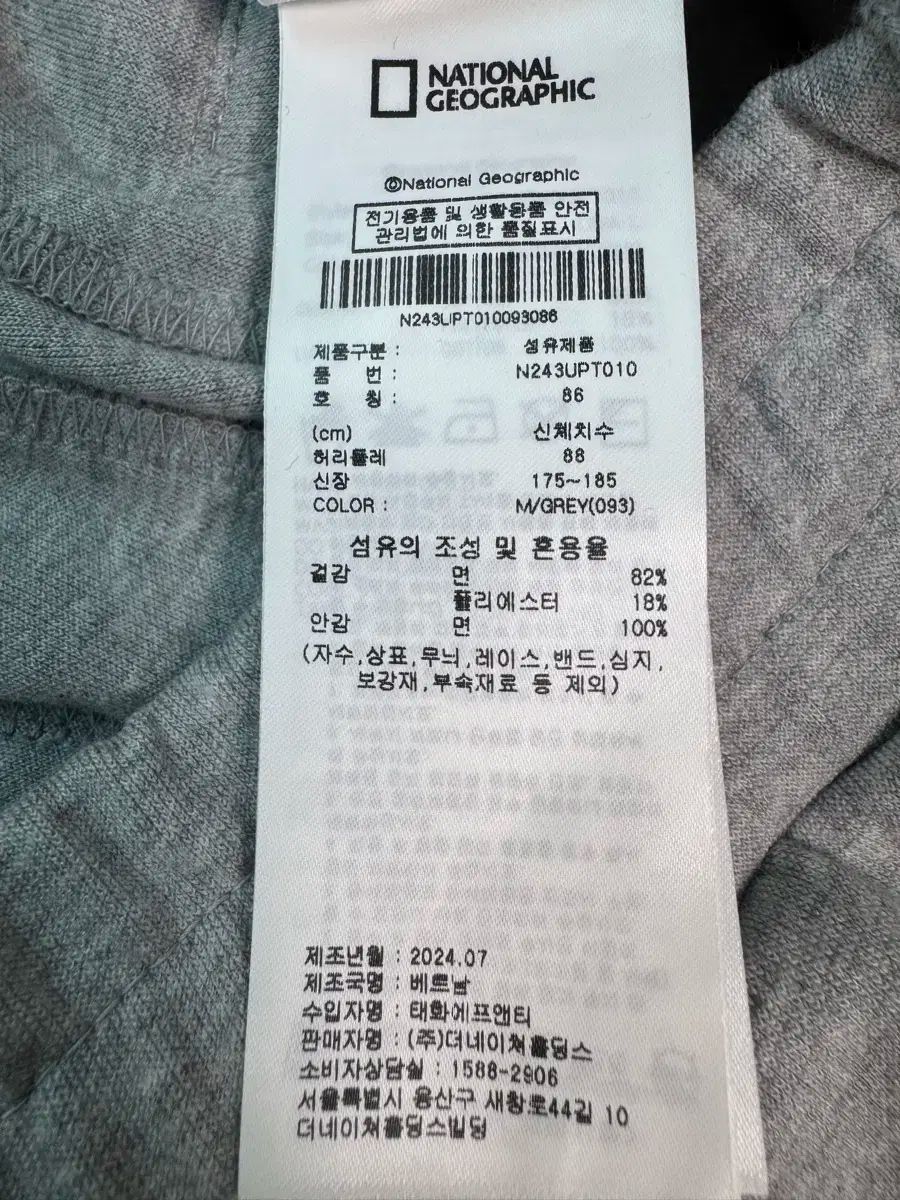 NATIONAL
GEOGRAPHIC
©National Geographic
전기용품 및 생활용품 안전
관리법에 의한 품질표시
N243UPT010093086
제품구분 : 섬유제품
품 번 : N243UPT010
호 칭 : 86
(cm) 신체치수
허리둘레 88
신장 175~185
COLOR : M/GREY(093)
섬유의 조성 및 혼용율
겉감 면 82%
폴리에스터 18%
안감 면 100%
(자수,상표,무늬,레이스,밴드,심지,
보강재,부속재료 등 제외)
제조년월 : 2024.07
제조국명 : 베트남
수입자명 : 태화에프앤티
판매자명 : (주)더네이쳐홀딩스
소비자상담실 : 1588-2906
서울특별시 용산구 새창로44길 10
더네이쳐홀딩스빌딩